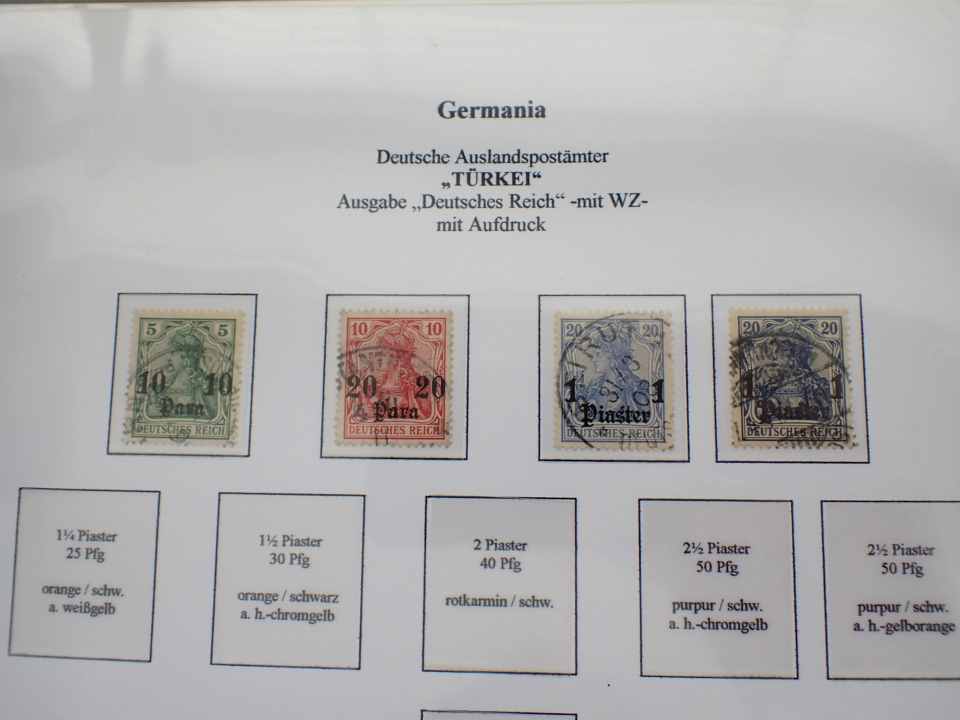 Germania
Deutsche Auslandspostämter
„TÜRKEI“
Ausgabe „Deutsches Reich“ -mit WZ-
mit Aufdruck
5 5
10 10
Para
DEUTSCHES REICH
10 10
20 20
Para
DEUTSCHES REICH
20 20
1 1
Piaster
DEUTSCHES REICH
20 20
1 1
Piaster
DEUTSCHES REICH
1¼ Piaster
25 Pfg
orange / schw.
a. weißgelb
1½ Piaster
30 Pfg
orange / schwarz
a. h.-chromgelb
2 Piaster
40 Pfg
rotkarmin / schw.
2½ Piaster
50 Pfg
purpur / schw.
a. h.-chromgelb
2½ Piaster
50 Pfg
purpur / schw.
a. h.-gelborange